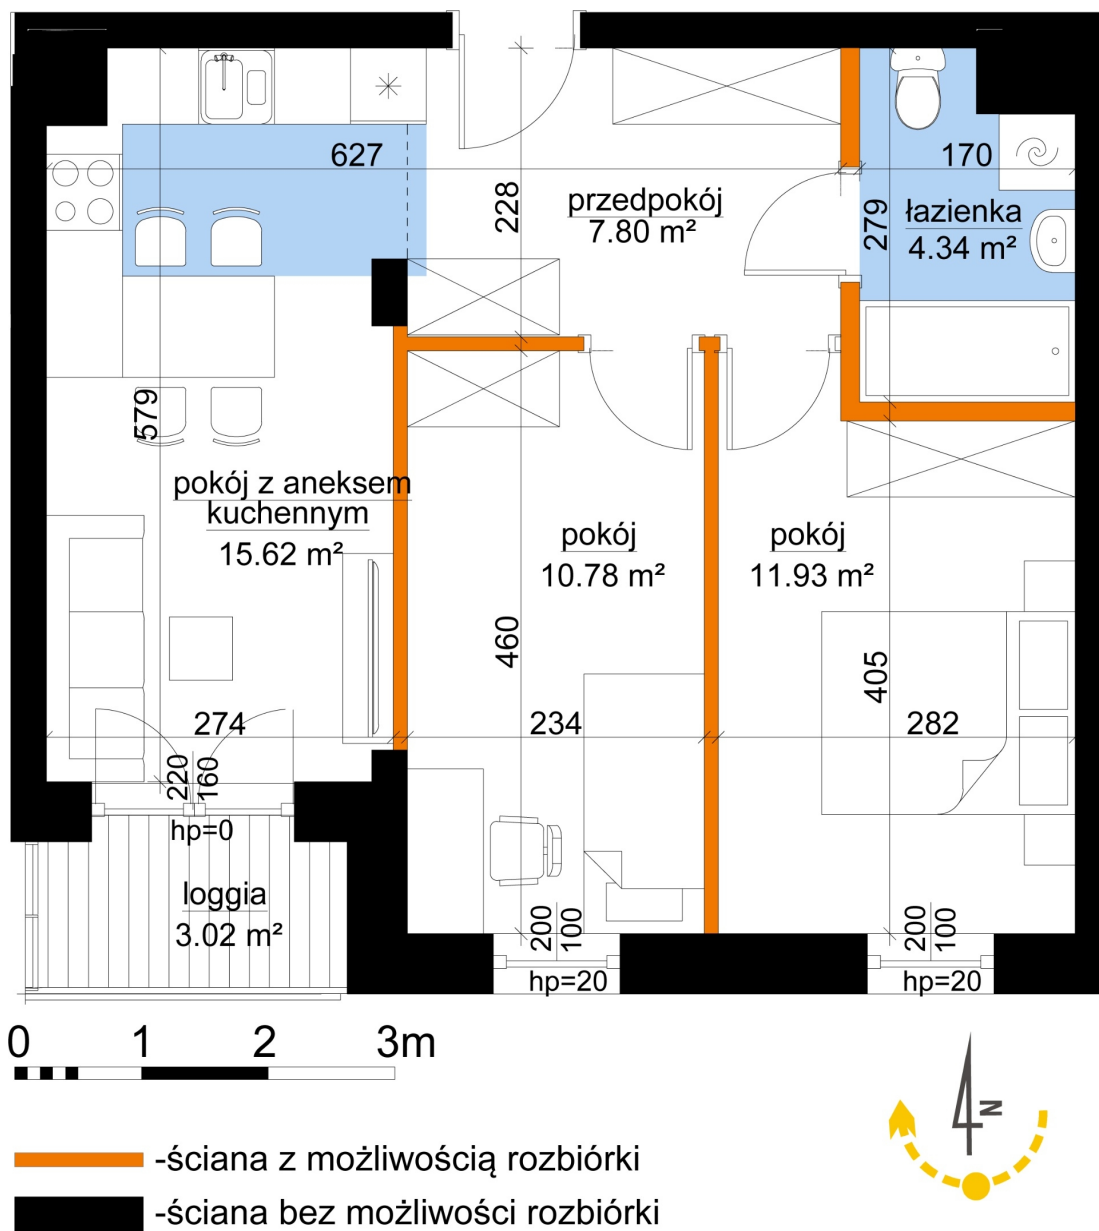 627
170
228
279
przedpokój
7.80 m²
łazienka
4.34 m²
579
pokój z aneksem
kuchennym
15.62 m²
pokój
10.78 m²
pokój
11.93 m²
460
405
274
234
282
220
160
hp=0
loggia
3.02 m²
200
100
hp=20
200
100
hp=20
0 1 2 3m
N
-ściana z możliwością rozbiórki
-ściana bez możliwości rozbiórki